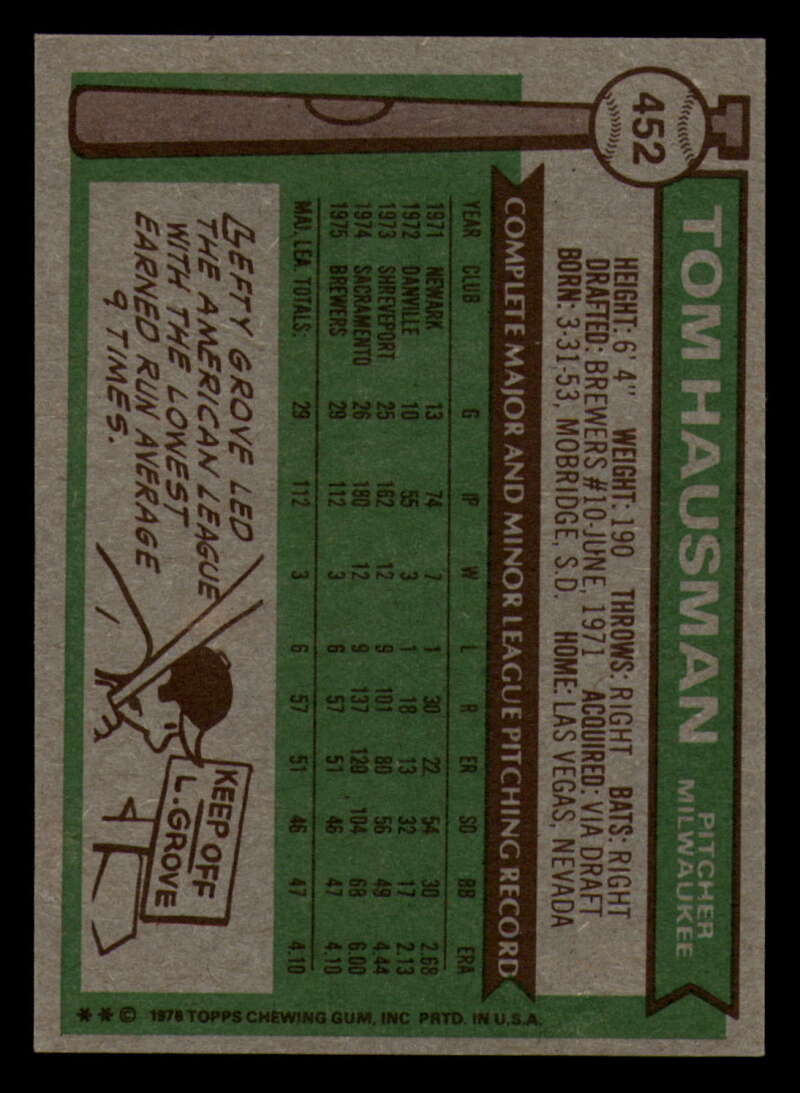 452
TOM HAUSMAN
PITCHER
MILWAUKEE
HEIGHT: 6' 4" WEIGHT: 190 THROWS: RIGHT BATS: RIGHT
DRAFTED: BREWERS #10-JUNE, 1971 ACQUIRED: VIA DRAFT
BORN: 3-31-53, MOBRIDGE, S.D. HOME: LAS VEGAS, NEVADA
COMPLETE MAJOR AND MINOR LEAGUE PITCHING RECORD
YEAR CLUB G IP W L R ER SO BB ERA
1971 NEWARK 13 74 7 1 30 22 54 30 2.68
1972 DANVILLE 10 55 3 1 18 13 32 17 2.13
1973 SHREVEPORT 25 162 12 9 101 80 56 49 4.44
1974 SACRAMENTO 26 180 12 9 137 120 104 68 6.00
1975 BREWERS 29 112 3 6 57 51 46 47 4.10
MAJ. LEA. TOTALS: 29 112 3 6 57 51 46 47 4.10
LEFTY GROVE LED
THE AMERICAN LEAGUE
WITH THE LOWEST
EARNED RUN AVERAGE
9 TIMES.
KEEP OFF
L. GROVE
* * © 1976 TOPPS CHEWING GUM, INC PRTD. IN U.S.A.